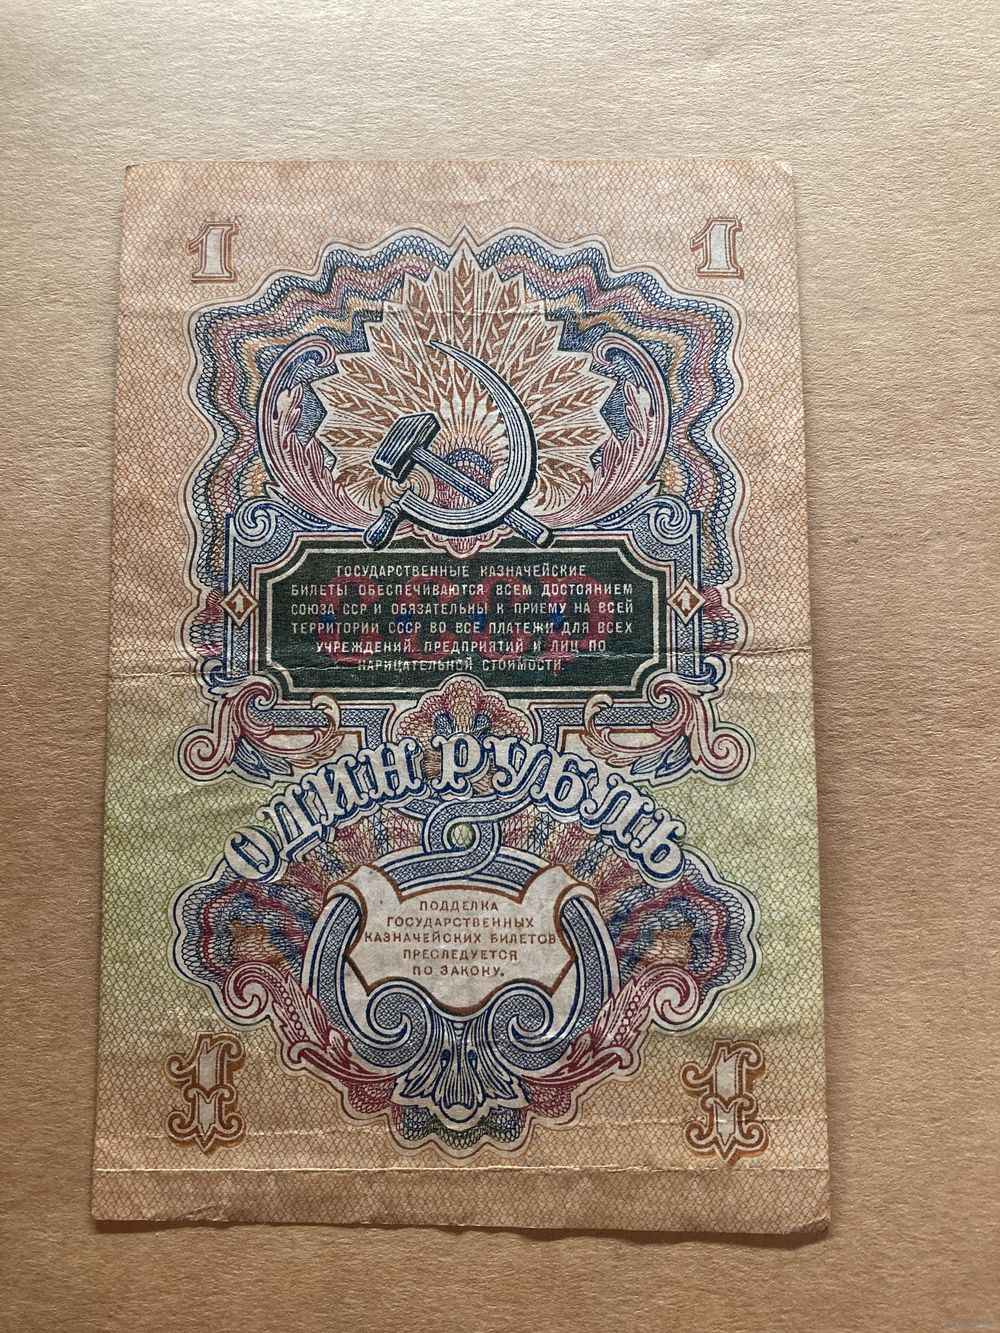 1 1
ГОСУДАРСТВЕННЫЕ КАЗНАЧЕЙСКИЕ
БИЛЕТЫ ОБЕСПЕЧИВАЮТСЯ ВСЕМ ДОСТОЯНИЕМ
СОЮЗА ССР И ОБЯЗАТЕЛЬНЫ К ПРИЕМУ НА ВСЕЙ
1 1
ТЕРРИТОРИИ СССР ВО ВСЕ ПЛАТЕЖИ ДЛЯ ВСЕХ
УЧРЕЖДЕНИЙ, ПРЕДПРИЯТИЙ И ЛИЦ ПО
НАРИЦАТЕЛЬНОЙ СТОИМОСТИ.
СССР
ОДИН РУБЛЬ
ПОДДЕЛКА
ГОСУДАРСТВЕННЫХ
КАЗНАЧЕЙСКИХ БИЛЕТОВ
ПРЕСЛЕДУЕТСЯ
ПО ЗАКОНУ.
1 1